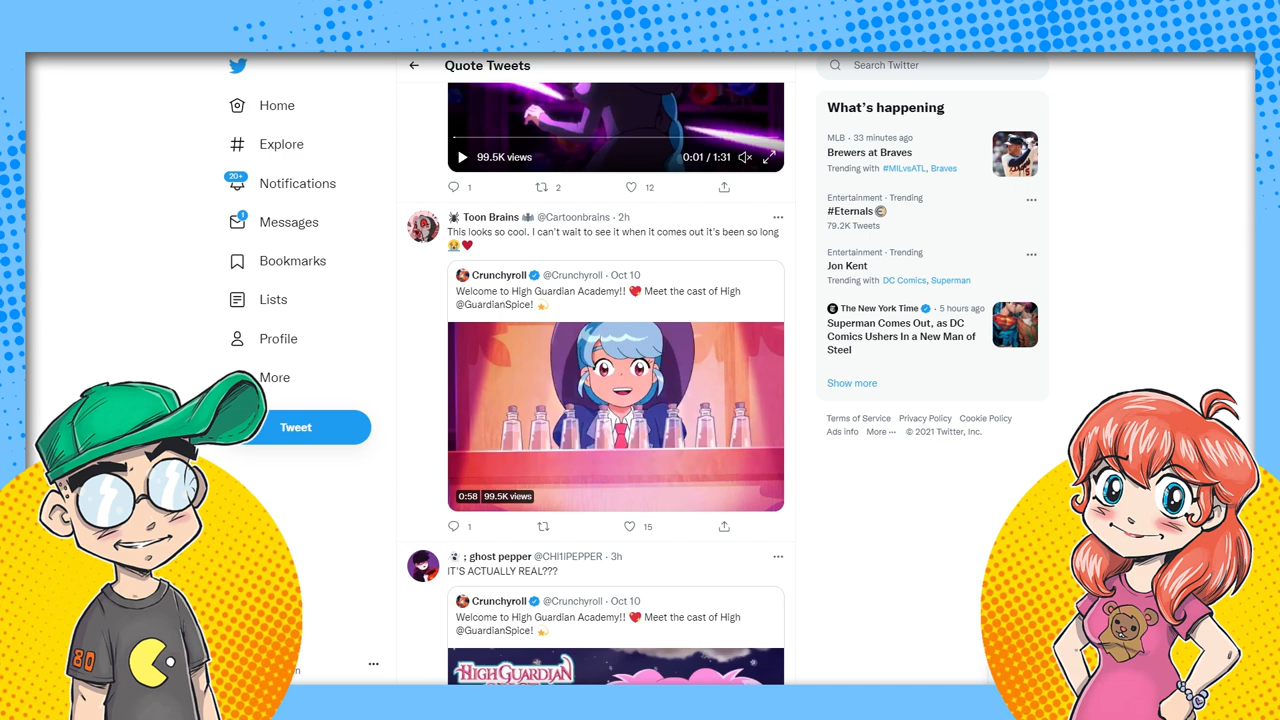 Home
Explore
20+
Notifications
1
Messages
Bookmarks
Lists
Profile
More
Tweet
80
Quote Tweets
99.5K views
0:01 / 1:31
1
2
12
Toon Brains @Cartoonbrains · 2h
This looks so cool. I can't wait to see it when it comes out it's been so long
Crunchyroll @Crunchyroll · Oct 10
Welcome to High Guardian Academy!! Meet the cast of High
@GuardianSpice!
0:58 99.5K views
1
15
; ghost pepper @CHI1IPEPPER · 3h
IT'S ACTUALLY REAL???
Crunchyroll @Crunchyroll · Oct 10
Welcome to High Guardian Academy!! Meet the cast of High
@GuardianSpice!
HIGH GUARDIAN
Search Twitter
What's happening
MLB · 33 minutes ago
Brewers at Braves
Trending with #MILvsATL, Braves
Entertainment · Trending
#Eternals
79.2K Tweets
Entertainment · Trending
Jon Kent
Trending with DC Comics, Superman
The New York Time · 5 hours ago
Superman Comes Out, as DC
Comics Ushers In a New Man of
Steel
Show more
Terms of Service Privacy Policy Cookie Policy
Ads info More ··· © 2021 Twitter, Inc.